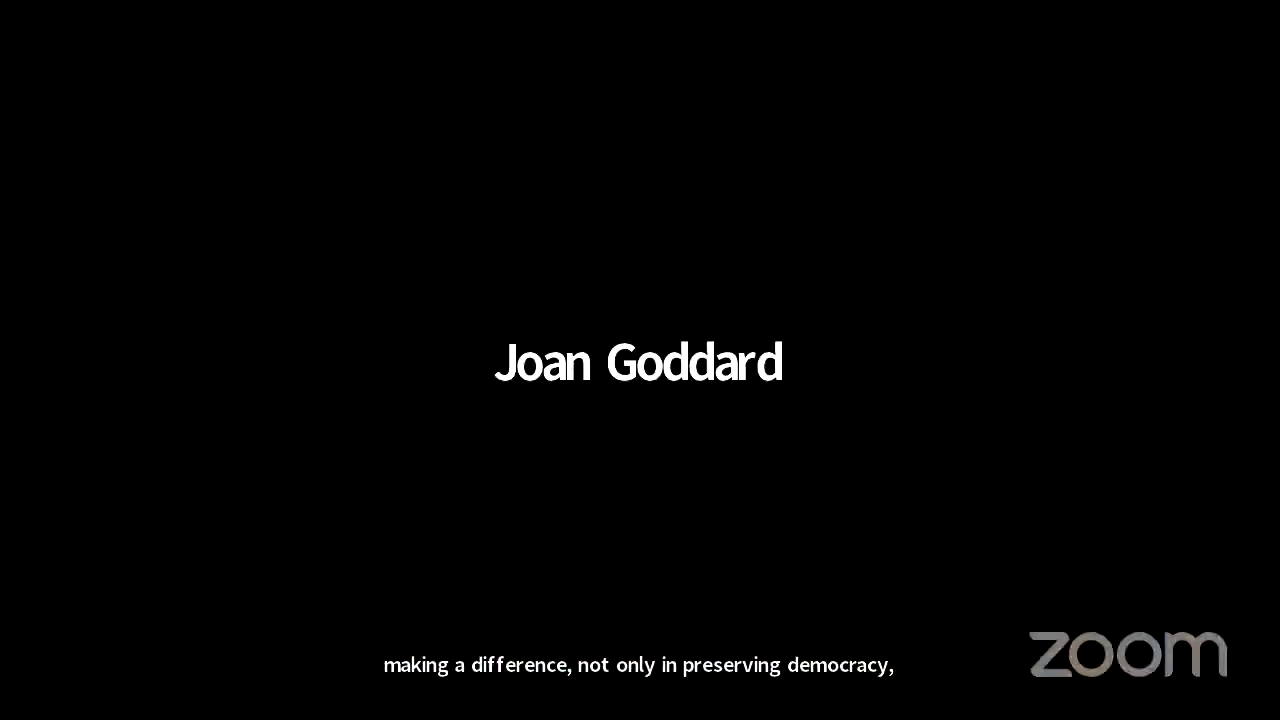 Joan Goddard
making a difference, not only in preserving democracy,
zoom